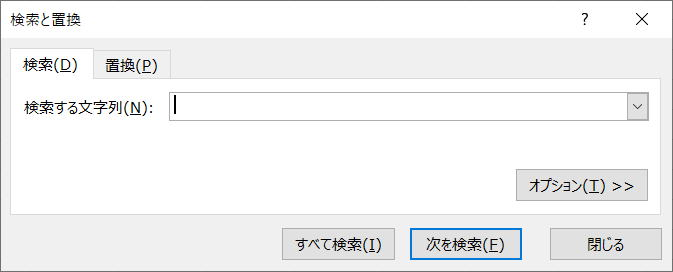 検索と置換 ?
検索(D) 置換(P)
検索する文字列(N):
オプション(T) >>
すべて検索(I) 次を検索(F) 閉じる